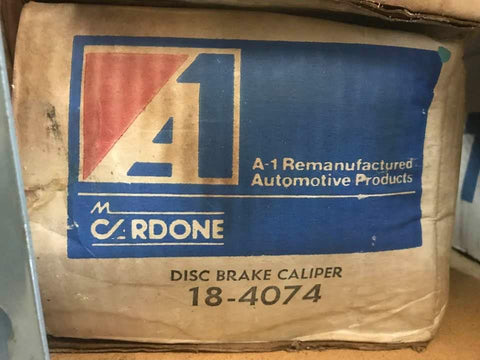 A1
A-1 Remanufactured
Automotive Products
M
CARDONE
DISC BRAKE CALIPER
18-4074